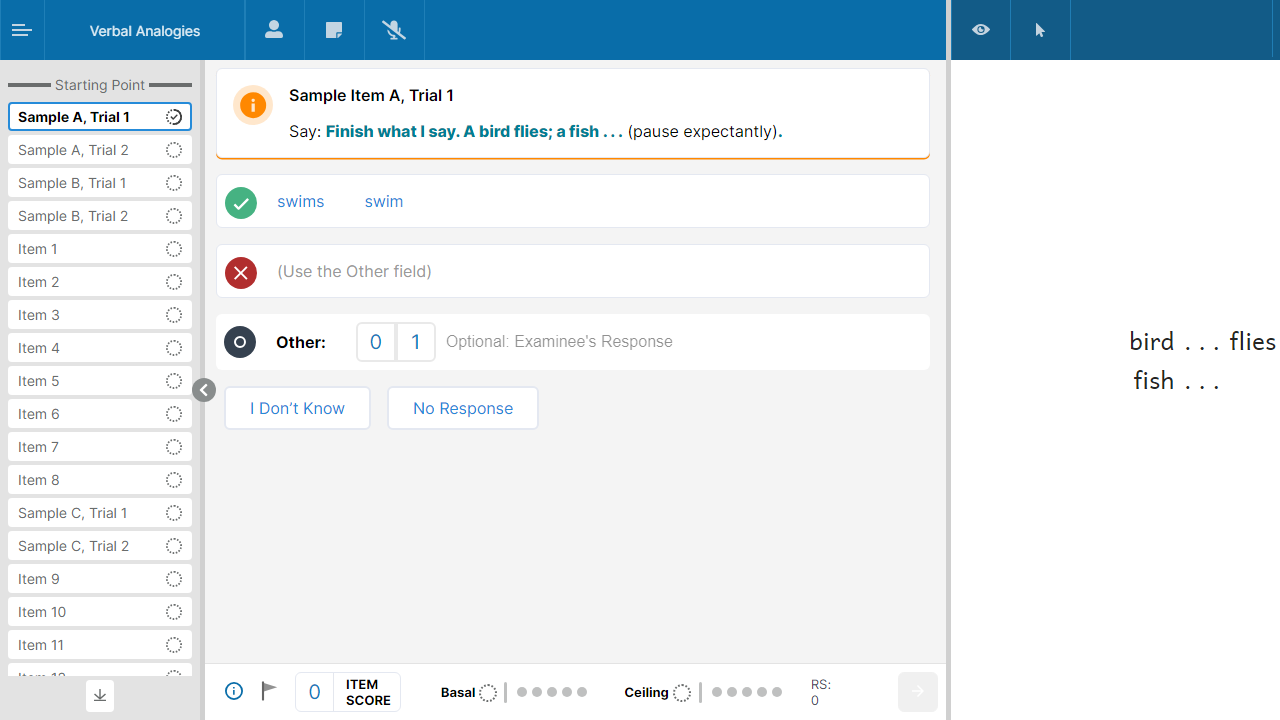 Verbal Analogies
Starting Point
Sample A, Trial 1
Sample A, Trial 2
Sample B, Trial 1
Sample B, Trial 2
Item 1
Item 2
Item 3
Item 4
Item 5
Item 6
Item 7
Item 8
Sample C, Trial 1
Sample C, Trial 2
Item 9
Item 10
Item 11
Sample Item A, Trial 1
Say: Finish what I say. A bird flies; a fish . . . (pause expectantly).
swims swim
(Use the Other field)
Other: 0 1 Optional: Examinee's Response
I Don’t Know No Response
0 ITEM SCORE
Basal
Ceiling
RS:
0
bird . . . flies
fish . . .